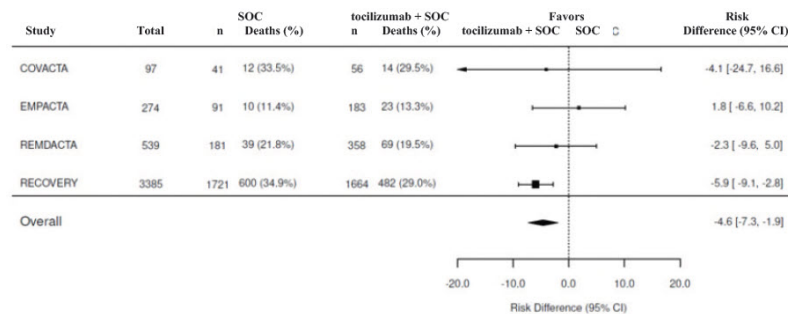 SOC tocilizumab + SOC Favors Risk
Study Total n Deaths (%) n Deaths (%) tocilizumab + SOC SOC Difference (95% CI)
COVACTA 97 41 12 (33.5%) 56 14 (29.5%) -4.1 [-24.7, 16.6]
EMPACTA 274 91 10 (11.4%) 183 23 (13.3%) 1.8 [-6.6, 10.2]
REMDACTA 539 181 39 (21.8%) 358 69 (19.5%) -2.3 [-9.6, 5.0]
RECOVERY 3385 1721 600 (34.9%) 1664 482 (29.0%) -5.9 [-9.1, -2.8]
Overall -4.6 [-7.3, -1.9]
-20.0 -10.0 0.0 10.0 20.0
Risk Difference (95% CI)